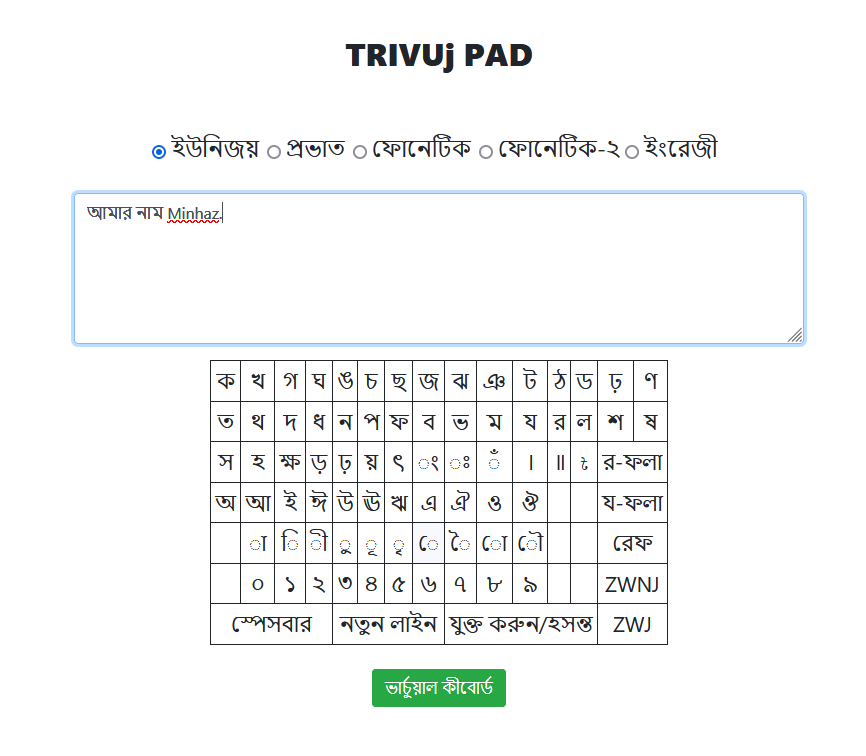 TRIVUj PAD
ইউনিজয় প্রভাত ফোনেটিক ফোনেটিক-২ ইংরেজী
আমার নাম Minhaz.
ক খ গ ঘ ঙ চ ছ জ ঝ ঞ ট ঠ ড ঢ় ণ
ত থ দ ধ ন প ফ ব ভ ম য র ল শ ষ
স হ ক্ষ ড় ঢ় য় ৎ ং ঃ ঁ । ॥ ৳ র-ফলা
অ আ ই ঈ উ ঊ ঋ এ ঐ ও ঔ য-ফলা
া ি ী ু ূ ৃ ে ৈ ো ৌ রেফ
০ ১ ২ ৩ ৪ ৫ ৬ ৭ ৮ ৯ ZWNJ
স্পেসবার নতুন লাইন যুক্ত করুন/হসন্ত ZWJ
ভার্চুয়াল কীবোর্ড